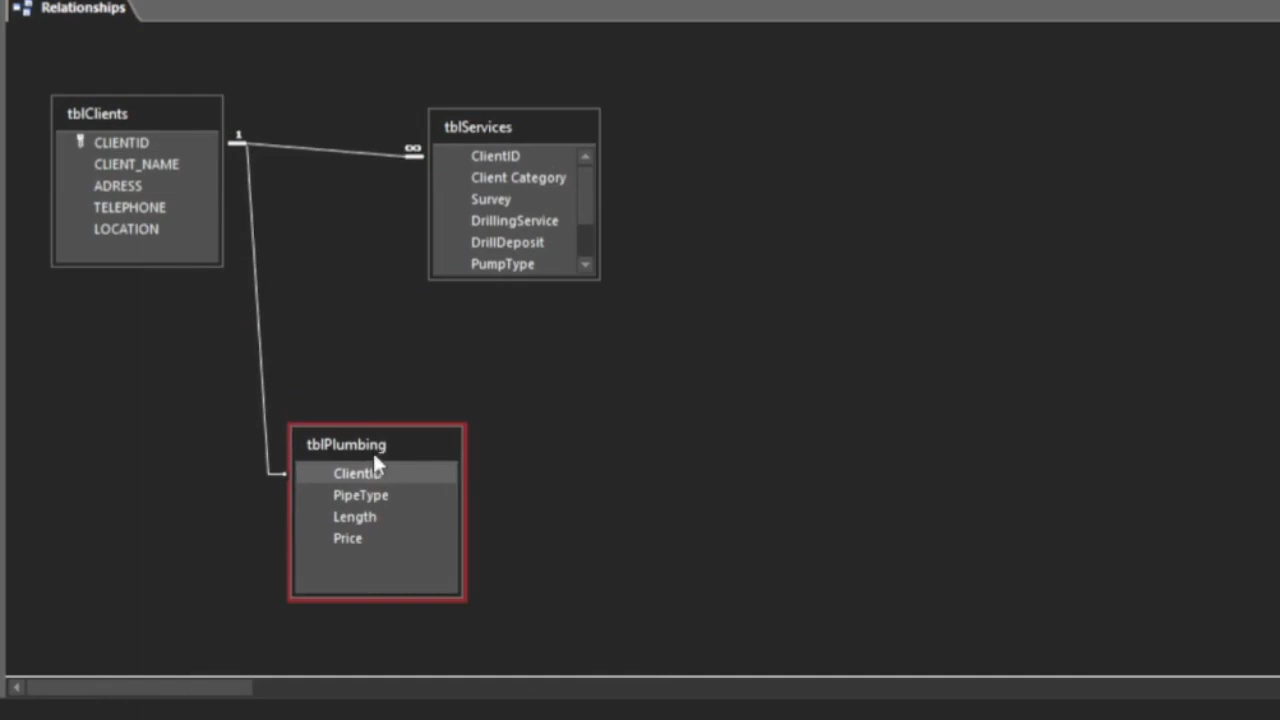 Relationships
tblClients
CLIENTID
CLIENT_NAME
ADRESS
TELEPHONE
LOCATION
1
∞
tblServices
ClientID
Client Category
Survey
DrillingService
DrillDeposit
PumpType
tblPlumbing
ClientID
PipeType
Length
Price